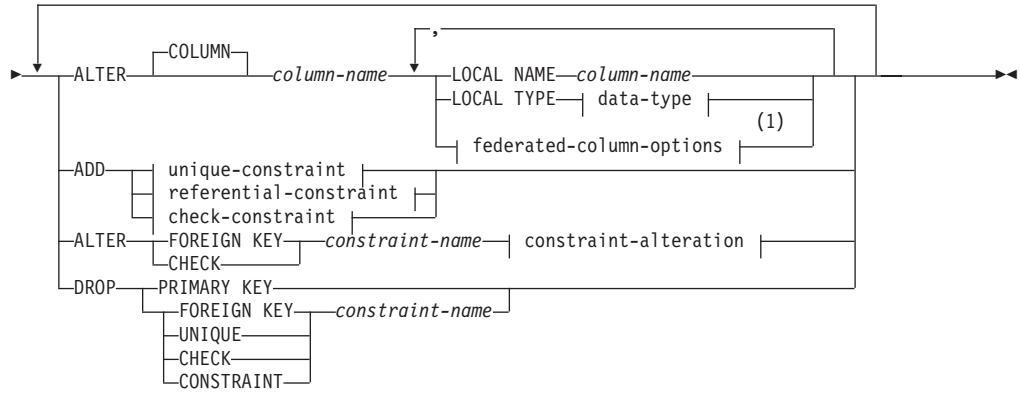 ,
COLUMN
ALTER column-name LOCAL NAME column-name
LOCAL TYPE data-type
(1)
federated-column-options
ADD unique-constraint
referential-constraint
check-constraint
ALTER FOREIGN KEY constraint-name constraint-alteration
CHECK
DROP PRIMARY KEY
FOREIGN KEY constraint-name
UNIQUE
CHECK
CONSTRAINT